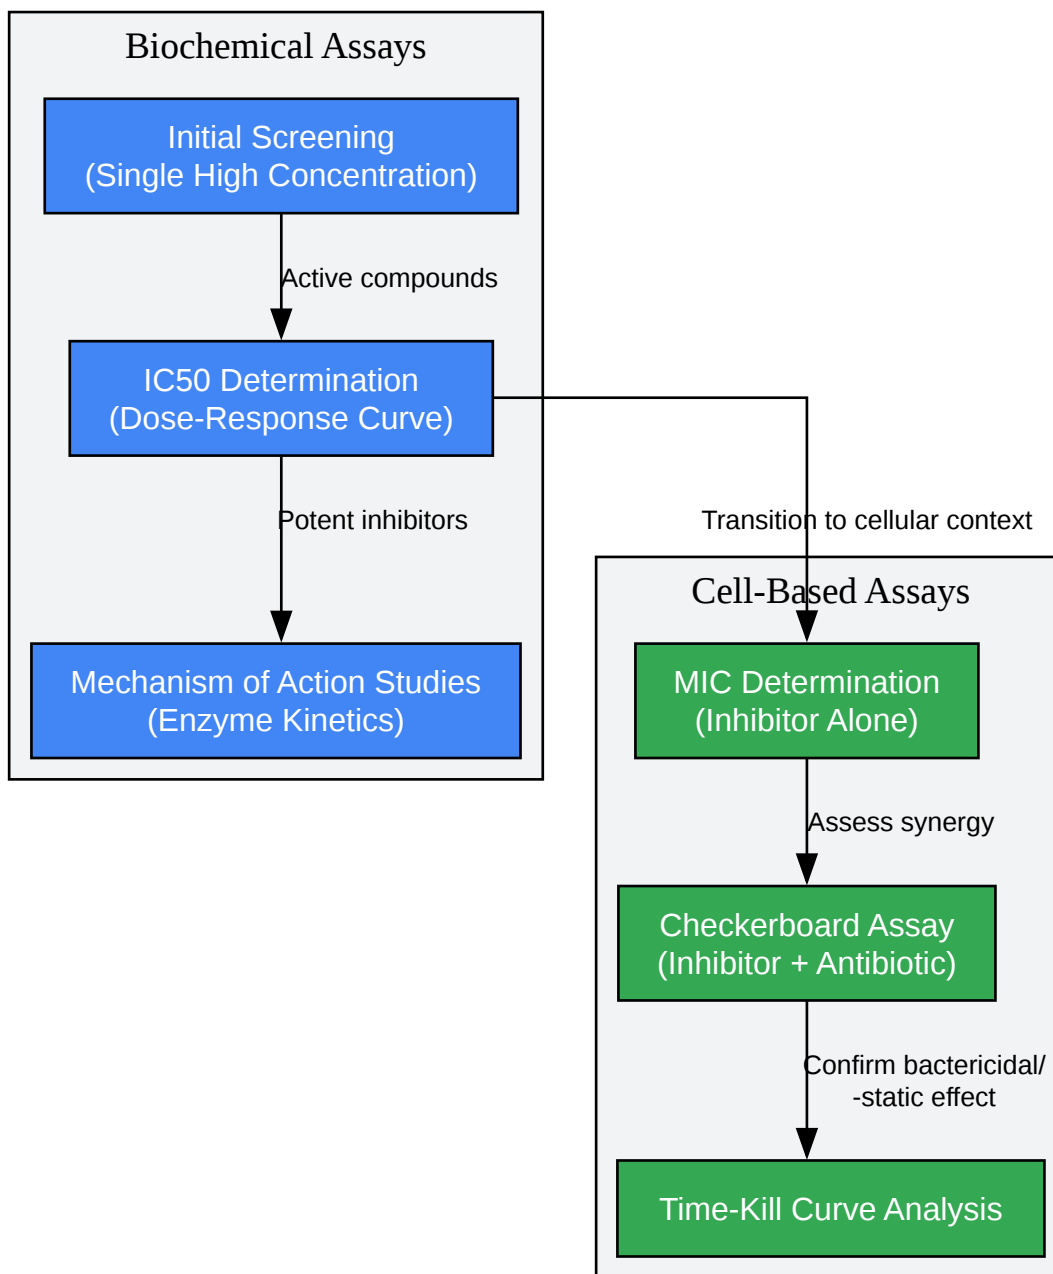 Biochemical Assays
Initial Screening
(Single High Concentration)
Active compounds
IC50 Determination
(Dose-Response Curve)
Potent inhibitors
Transition to cellular context
Mechanism of Action Studies
(Enzyme Kinetics)
Cell-Based Assays
MIC Determination
(Inhibitor Alone)
Assess synergy
Checkerboard Assay
(Inhibitor + Antibiotic)
Confirm bactericidal/
-static effect
Time-Kill Curve Analysis